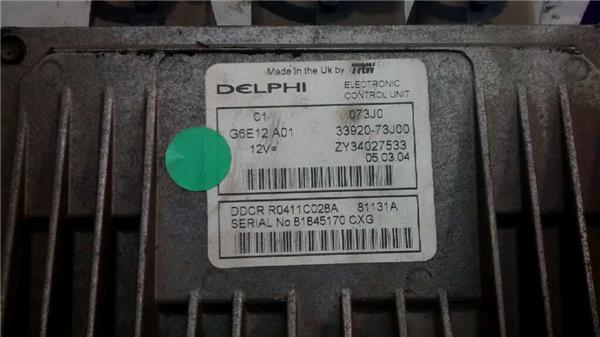 Made in the Uk by TRW
DELPHI ELECTRONIC CONTROL UNIT
C1 073J0
G6E12 A01 33920-73J00
12V= ZY34027533
05 03 04
DDCR R0411C028A 81131A
SERIAL No 81845170 CXG